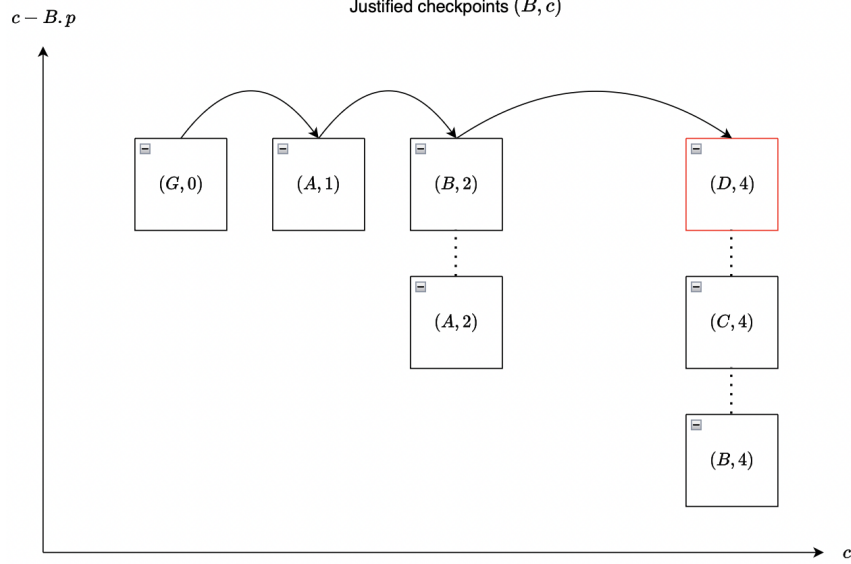 Justified checkpoints (B, c)
c − B.p
(G, 0)
(A, 1)
(B, 2)
(D, 4)
(A, 2)
(C, 4)
(B, 4)
c